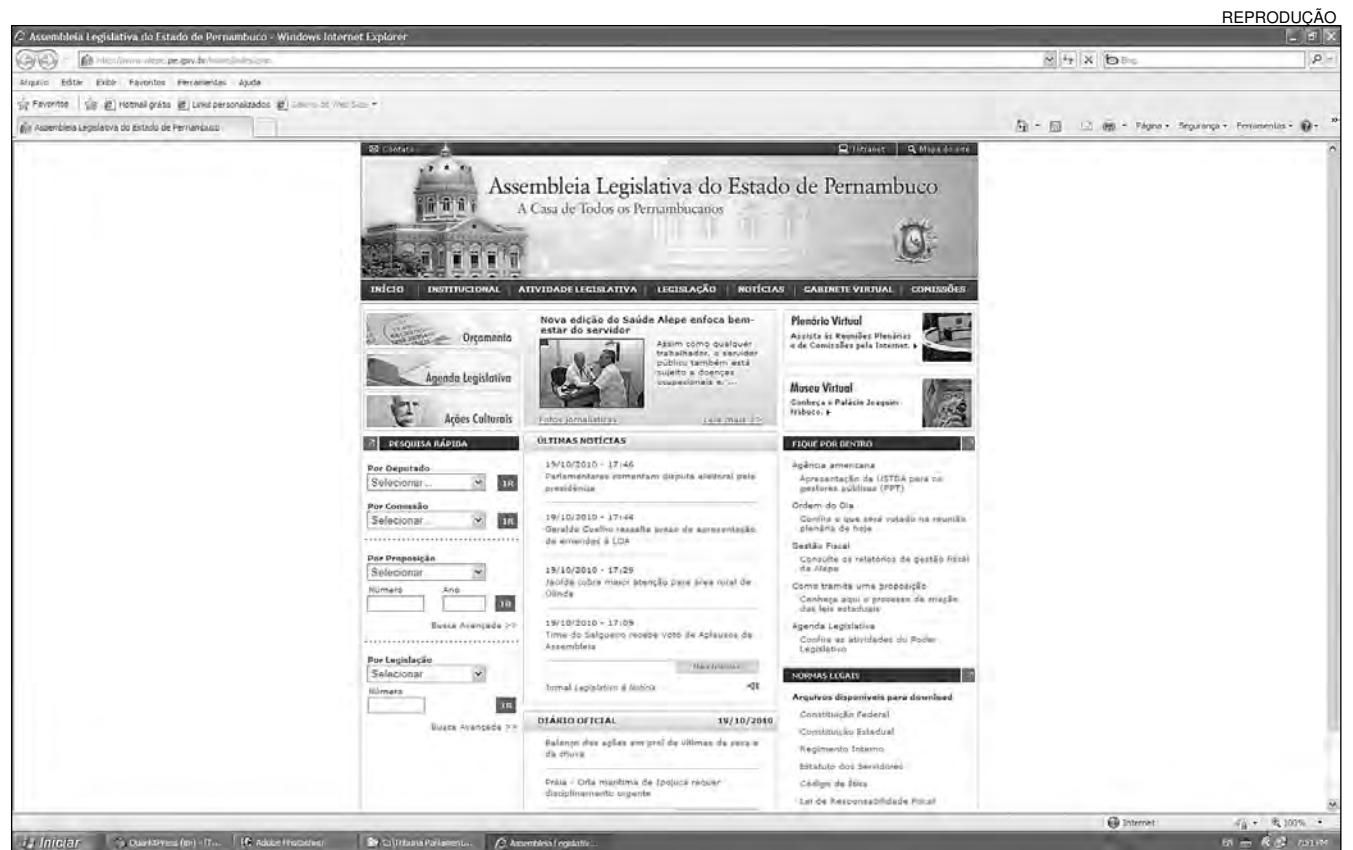 REPRODUÇÃO
Assembleia Legislativa do Estado de Pernambuco - Windows Internet Explorer
Bing
Arquivo Editar Exibir Favoritos Ferramentas Ajuda
Favoritos Hotmail grátis Links personalizados
Assembleia Legislativa do Estado de Pernambuco
Página Segurança Ferramentas
Contato Intranet Mapa do site
Assembleia Legislativa do Estado de Pernambuco
A Casa de Todos os Pernambucanos
INÍCIO INSTITUCIONAL ATIVIDADE LEGISLATIVA LEGISLAÇÃO NOTÍCIAS GABINETE VIRTUAL COMISSÕES
Orçamento
Agenda Legislativa
Ações Culturais
Nova edição do Saúde Alepe enfoca bem-
estar do servidor
Assim como qualquer
trabalhador, o servidor
público também está
sujeito a doenças
ocupacionais e, ...
Fotos jornalísticas Leia mais >>
Plenário Virtual
Assista às Reuniões Plenárias
e de Comissões pela Internet.
Museu Virtual
Conheça o Palácio Joaquim
Nabuco.
PESQUISA RÁPIDA
Por Deputado
Selecionar... IR
Por Comissão
Selecionar... IR
Por Proposição
Selecionar
Número Ano
IR
Busca Avançada >>
Por Legislação
Selecionar
Número
IR
Busca Avançada >>
ÚLTIMAS NOTÍCIAS
19/10/2010 - 17:46
Parlamentares comentam disputa eleitoral pela
presidência
19/10/2010 - 17:44
Geraldo Coelho ressalta prazo de apresentação
de emendas à LOA
19/10/2010 - 17:29
Jacilda cobra maior atenção para área rural de
Olinda
19/10/2010 - 17:09
Time do Salgueiro recebe voto de Aplausos da
Assembleia
Mais notícias
Jornal Legislativo é Notícia
DIÁRIO OFICIAL 19/10/2010
Balanço das ações em prol de vítimas da seca e
da chuva
Praia - Orla marítima de Ipojuca requer
disciplinamento urgente
FIQUE POR DENTRO
Agência americana
Apresentação da USTDA para os
gestores públicos (PPT)
Ordem do Dia
Confira o que será votado na reunião
plenária de hoje
Gestão Fiscal
Consulte os relatórios de gestão fiscal
da Alepe
Como tramita uma proposição
Conheça aqui o processo de criação
das leis estaduais
Agenda Legislativa
Confira as atividades do Poder
Legislativo
NORMAS LEGAIS
Arquivos disponíveis para download
Constituição Federal
Constituição Estadual
Regimento Interno
Estatuto dos Servidores
Código de Ética
Lei de Responsabilidade Fiscal
Internet 100%
Iniciar Adobe Photoshop Assembleia Legislativ...